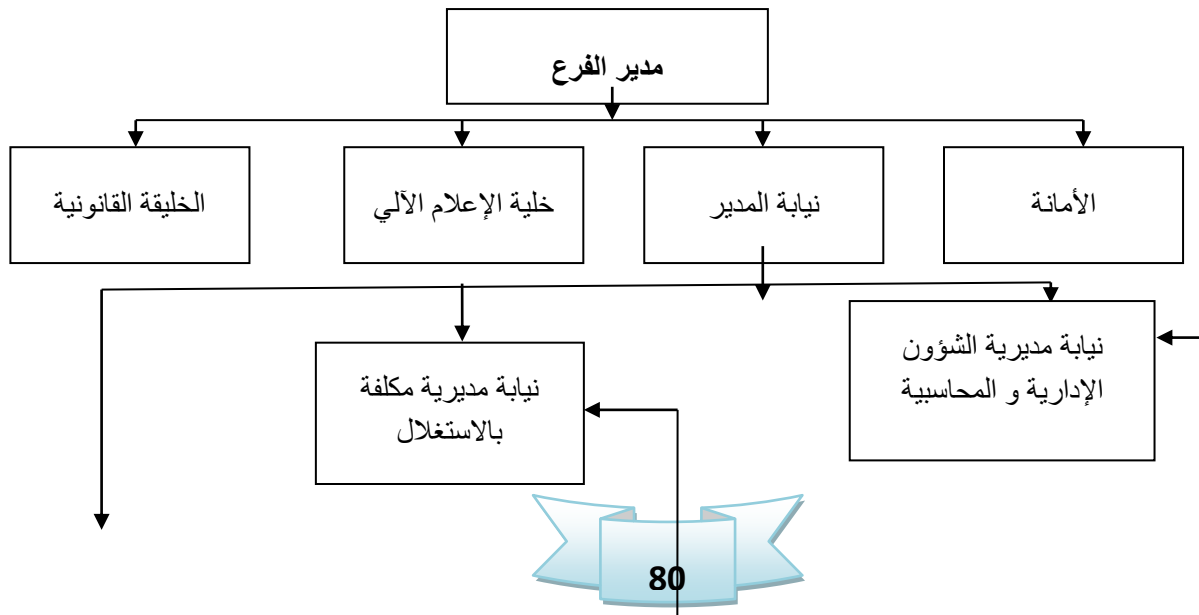 مدير الفرع
الأمانة
نيابة المدير
خلية الإعلام الآلي
الخليقة القانونية
نيابة مديرية الشؤون
الإدارية و المحاسبية
نيابة مديرية مكلفة
بالاستغلال
80